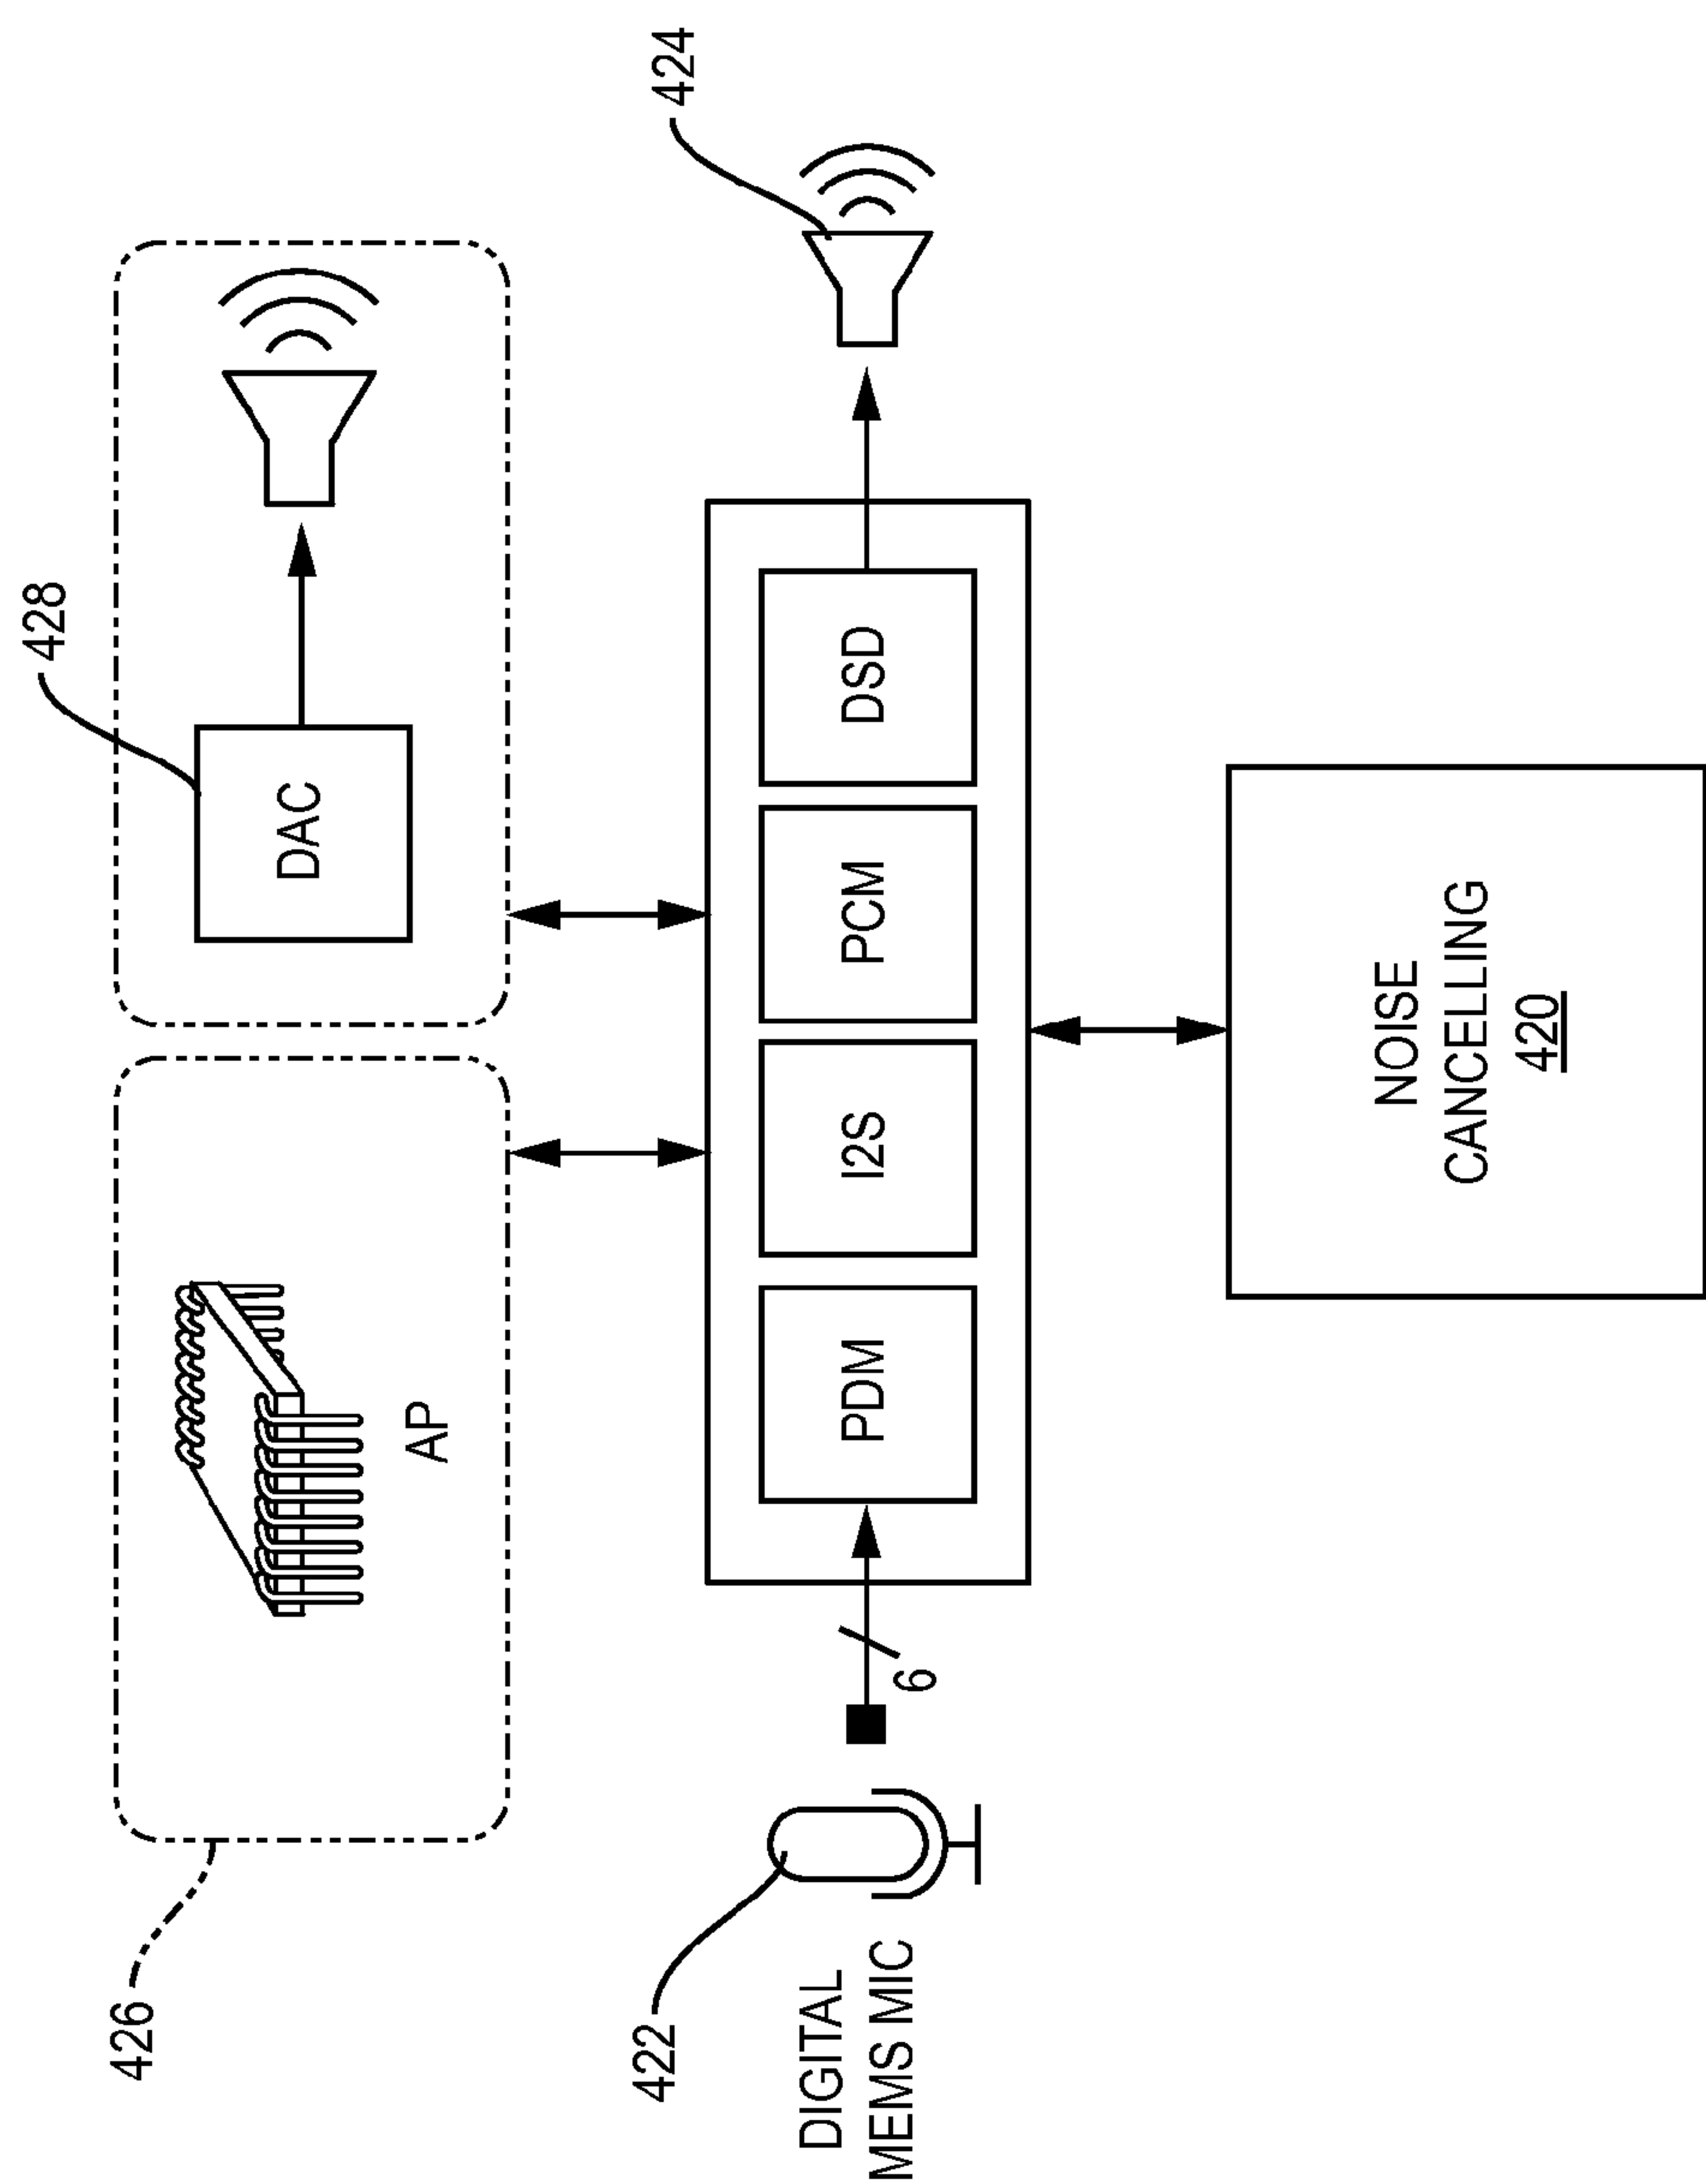 428
426
DAC
AP
424
422
DIGITAL
MEMS MIC
6
PDM
I2S
PCM
DSD
NOISE
CANCELLING
420